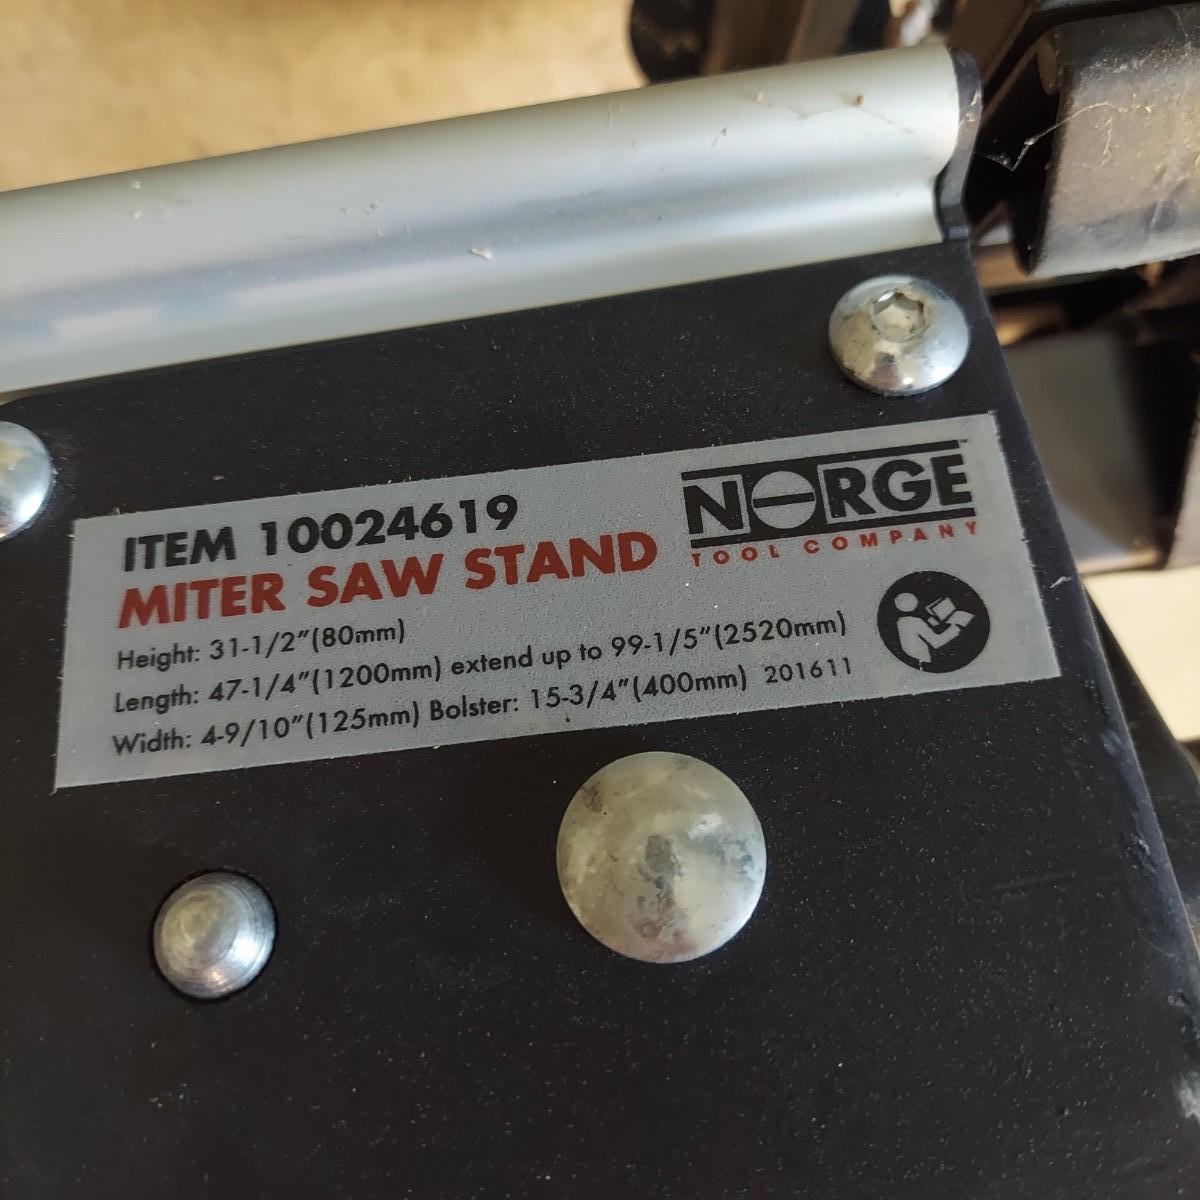 ITEM 10024619
MITER SAW STAND
NORGE
TOOL COMPANY
Height: 31-1/2"(80mm)
Length: 47-1/4"(1200mm) extend up to 99-1/5"(2520mm)
Width: 4-9/10"(125mm) Bolster: 15-3/4"(400mm) 201611